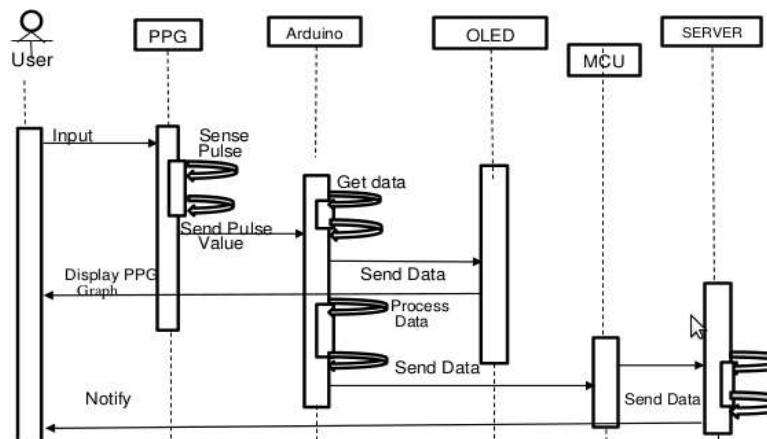 User
PPG
Arduino
OLED
MCU
SERVER
Input
Sense
Pulse
Get data
Send Pulse
Value
Send Data
Display PPG
Graph
Process
Data
Send Data
Send Data
Notify